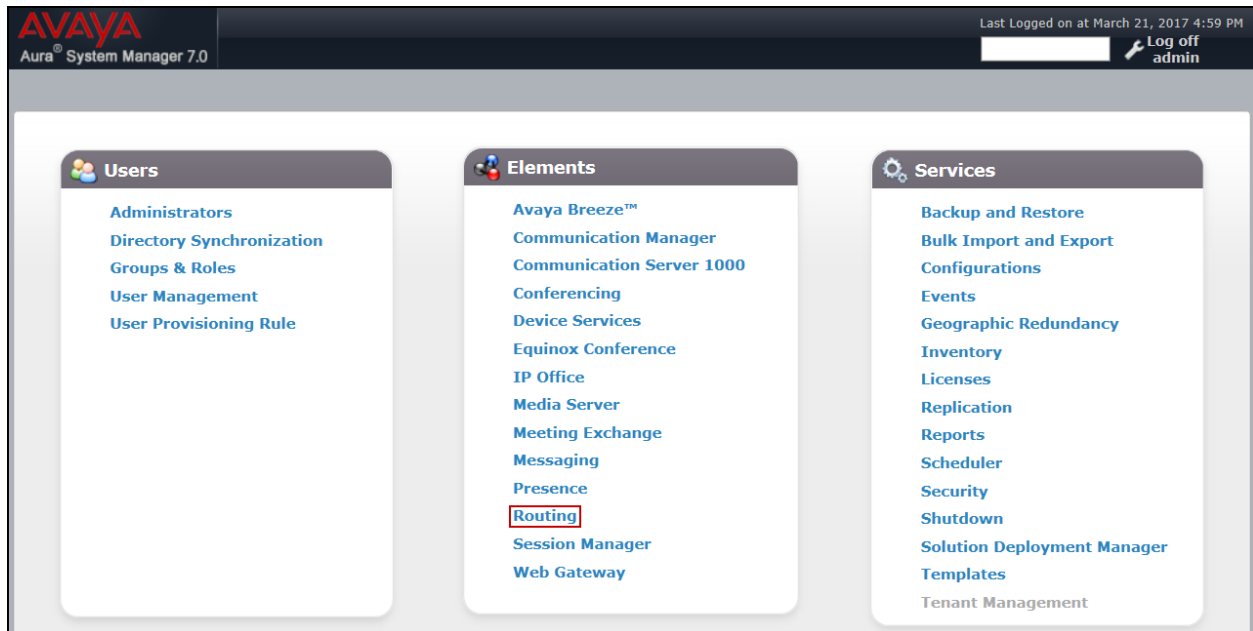 AVAYA
Aura® System Manager 7.0
Last Logged on at March 21, 2017 4:59 PM
Log off
admin
Users
Administrators
Directory Synchronization
Groups & Roles
User Management
User Provisioning Rule
Elements
Avaya Breeze™
Communication Manager
Communication Server 1000
Conferencing
Device Services
Equinox Conference
IP Office
Media Server
Meeting Exchange
Messaging
Presence
Routing
Session Manager
Web Gateway
Services
Backup and Restore
Bulk Import and Export
Configurations
Events
Geographic Redundancy
Inventory
Licenses
Replication
Reports
Scheduler
Security
Shutdown
Solution Deployment Manager
Templates
Tenant Management